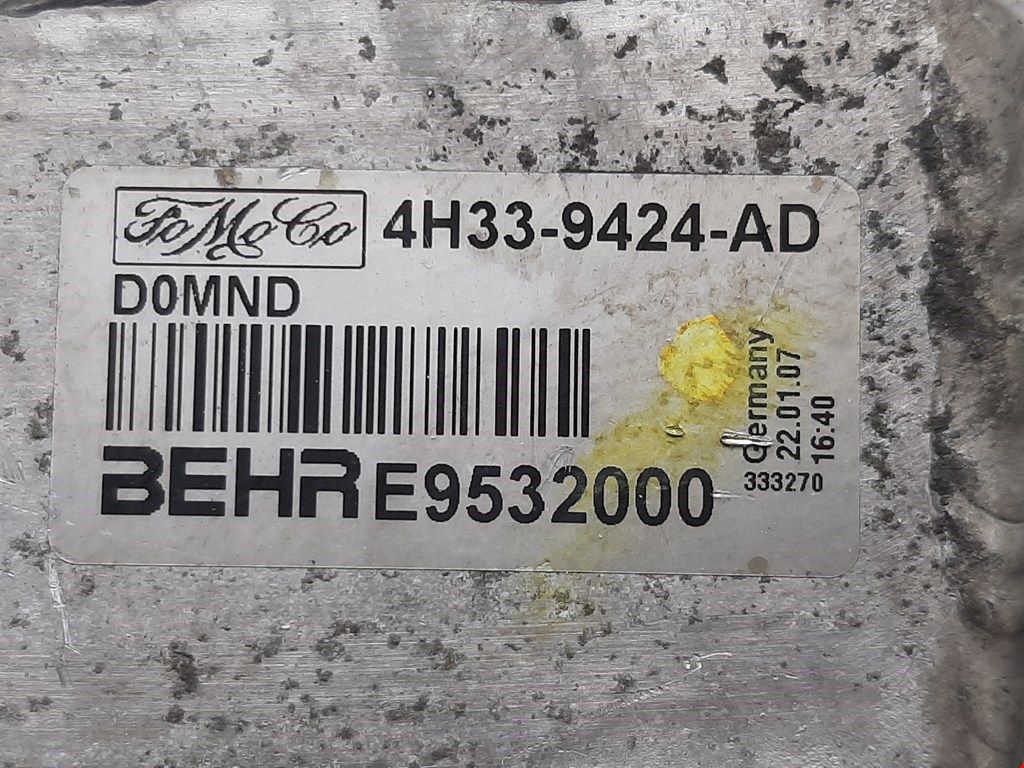 FoMoCo 4H33-9424-AD
D0MND
BEHR E9532000
Germany
22.01.07
16:40
333270